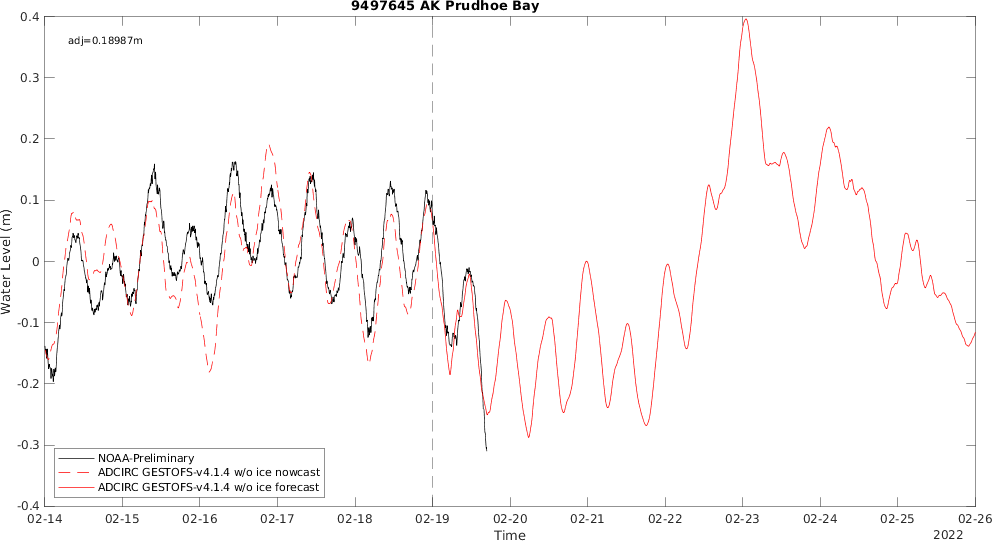 9497645 AK Prudhoe Bay
adj=0.18987m
0.4
0.3
0.2
0.1
0
-0.1
-0.2
-0.3
-0.4
Water Level (m)
NOAA-Preliminary
ADCIRC GESTOFS-v4.1.4 w/o ice nowcast
ADCIRC GESTOFS-v4.1.4 w/o ice forecast
02-14 02-15 02-16 02-17 02-18 02-19 02-20 02-21 02-22 02-23 02-24 02-25 02-26
Time
2022